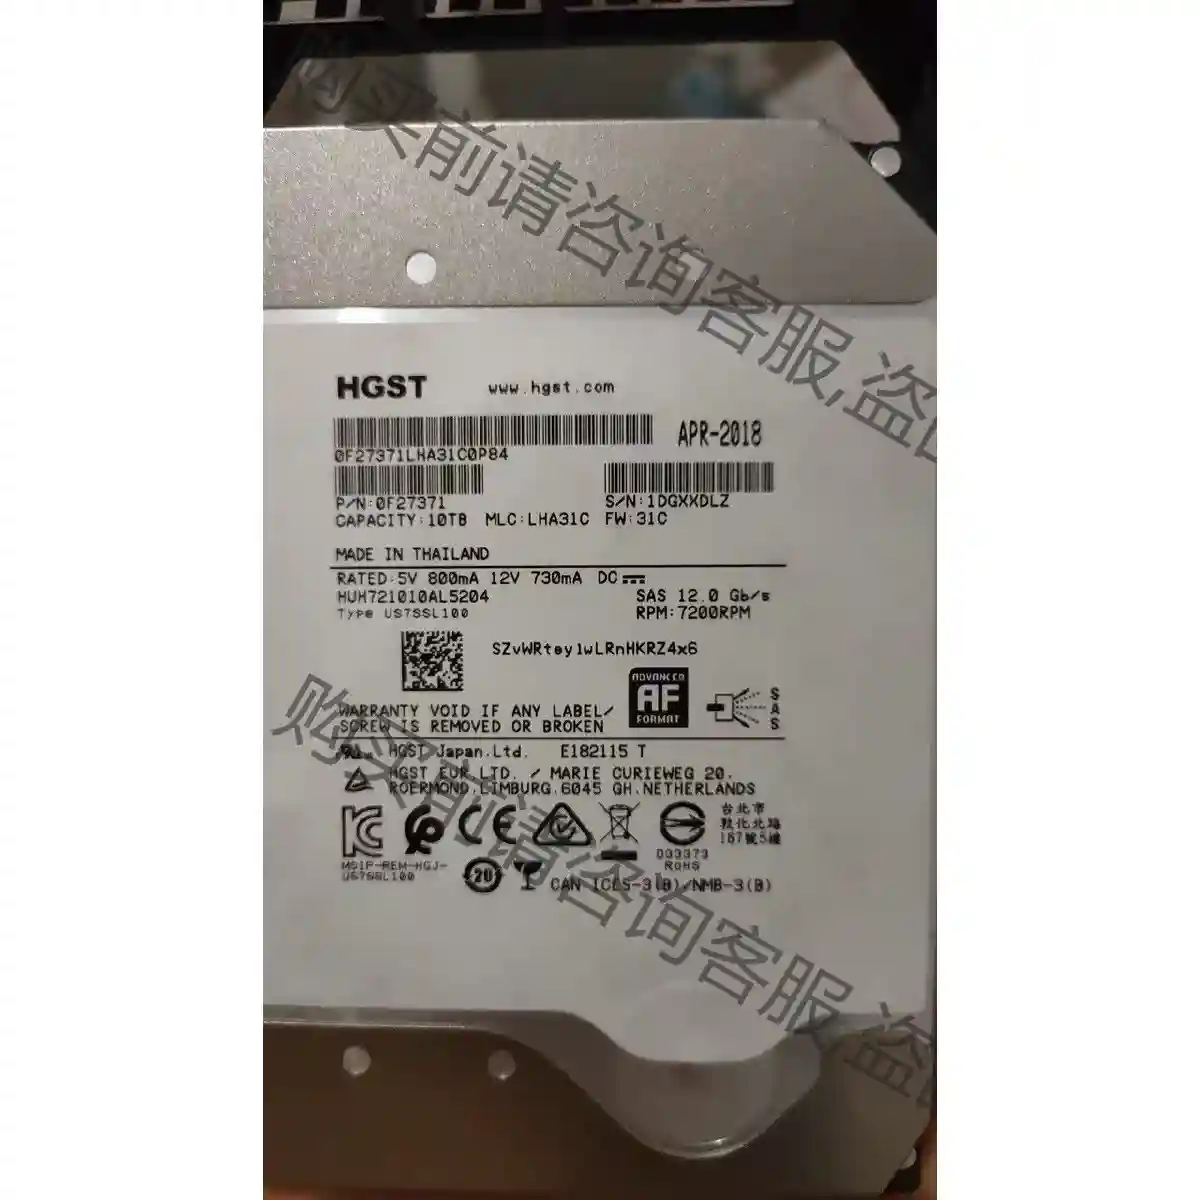 购买前请咨询客服,盗
HGST www.hgst.com
APR-2018
0F27371LHA31C0P84
P/N:0F27371 S/N:1DGXXDLZ
CAPACITY:10TB MLC:LHA31C FW:31C
MADE IN THAILAND
RATED:5V 800mA 12V 730mA DC
HUH721010AL5204 SAS 12.0 Gb/s
Type US7SSL100 RPM:7200RPM
SZvWRtey1wLRnHKRZ4x6
ADVANCED
AF
FORMAT
SAS
WARRANTY VOID IF ANY LABEL/
SCREW IS REMOVED OR BROKEN
购买前请咨询客服,盗
HGST Japan.Ltd. E182115 T
HGST EUR.LTD. / MARIE CURIEWEG 20.
ROERMOND.LIMBURG.6045 GH.NETHERLANDS
CE
台北市
敦化北路
167號5樓
D33373
RoHS
MSIP-REM-HGJ-
US7SSL100
20
CAN ICES-3(B)/NMB-3(B)